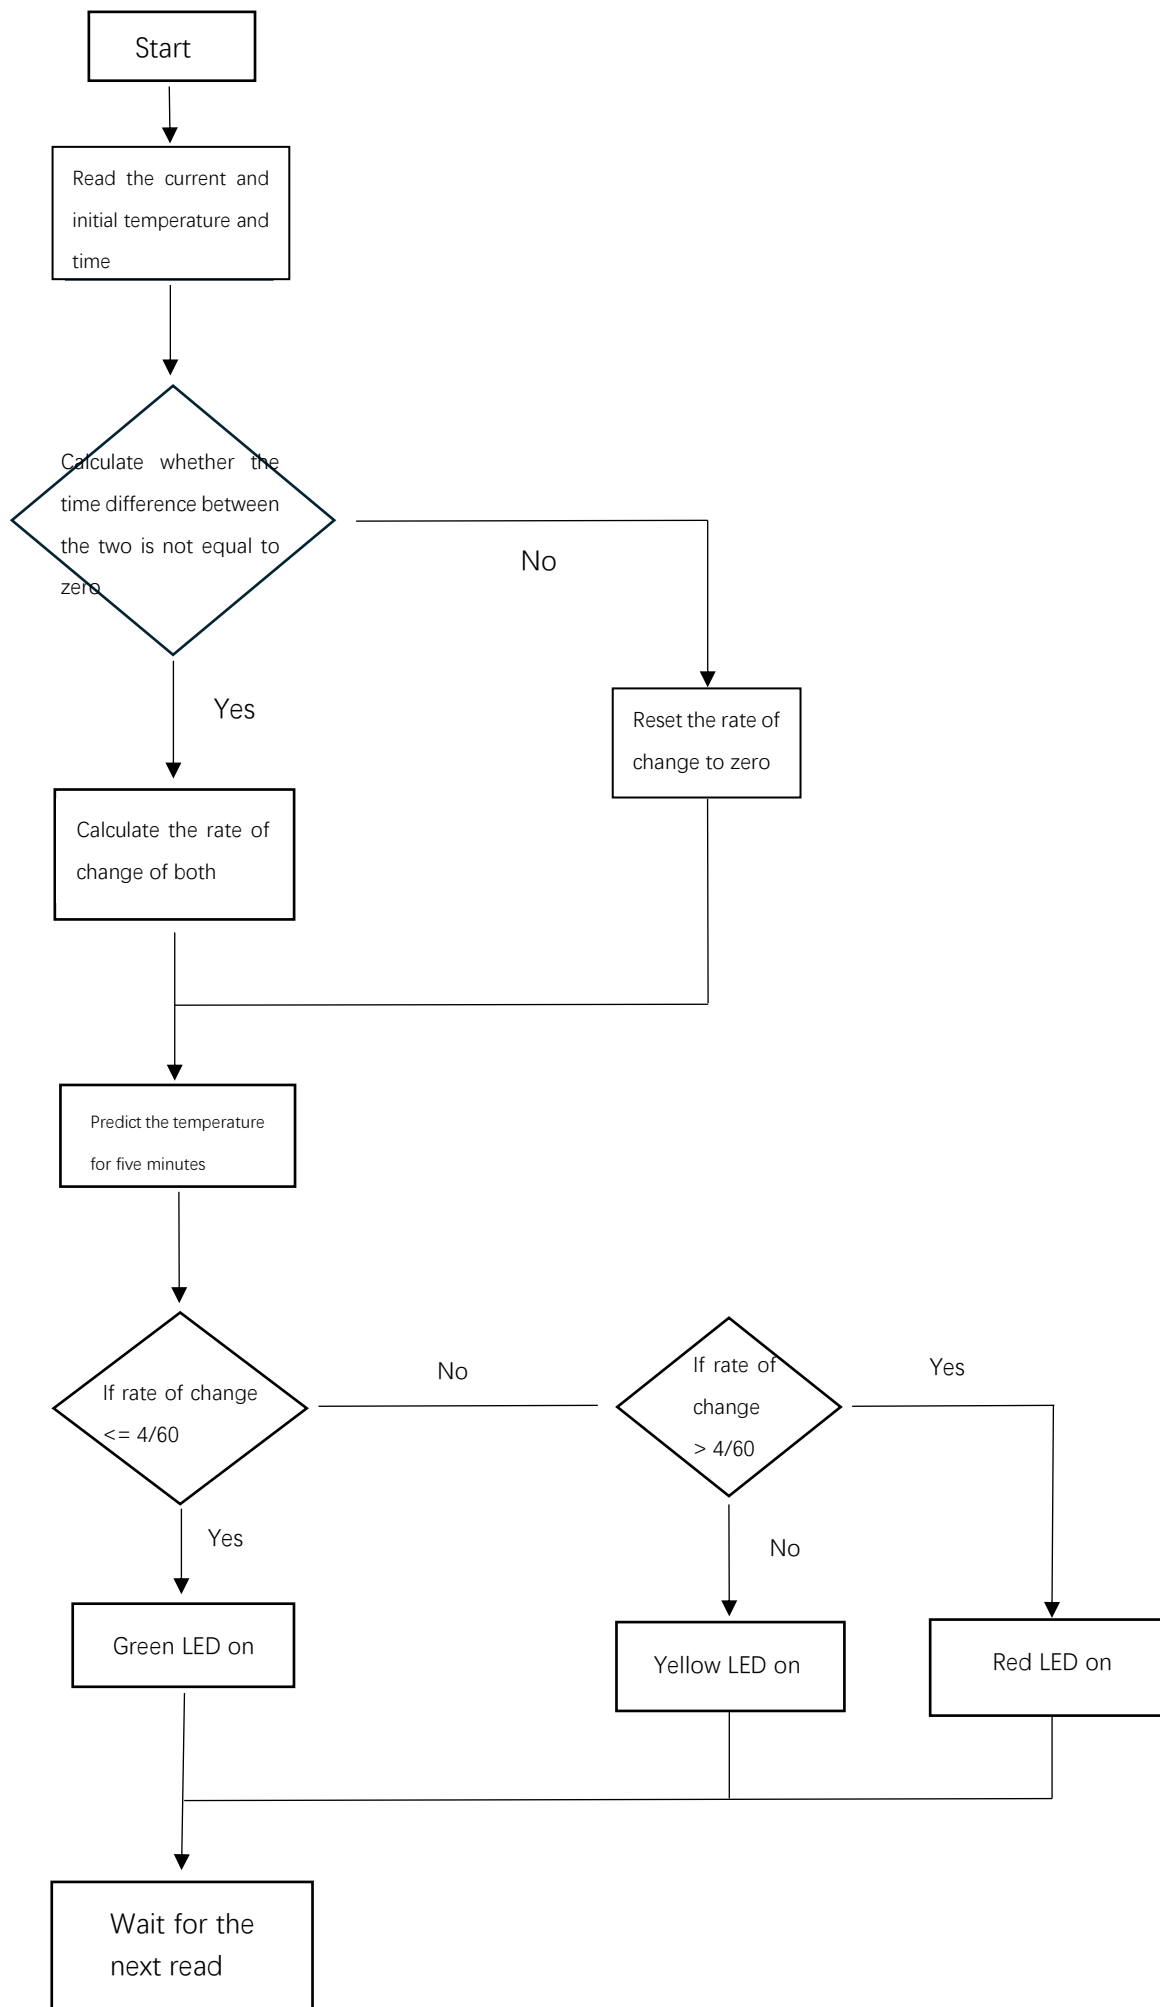 Start
Read the current and
initial temperature and
time
Calculate whether the
time difference between
the two is not equal to
zero
No
Yes
Reset the rate of
change to zero
Calculate the rate of
change of both
Predict the temperature
for five minutes
If rate of change
<= 4/60
No
If rate of
change
> 4/60
Yes
Yes
No
Green LED on
Yellow LED on
Red LED on
Wait for the
next read